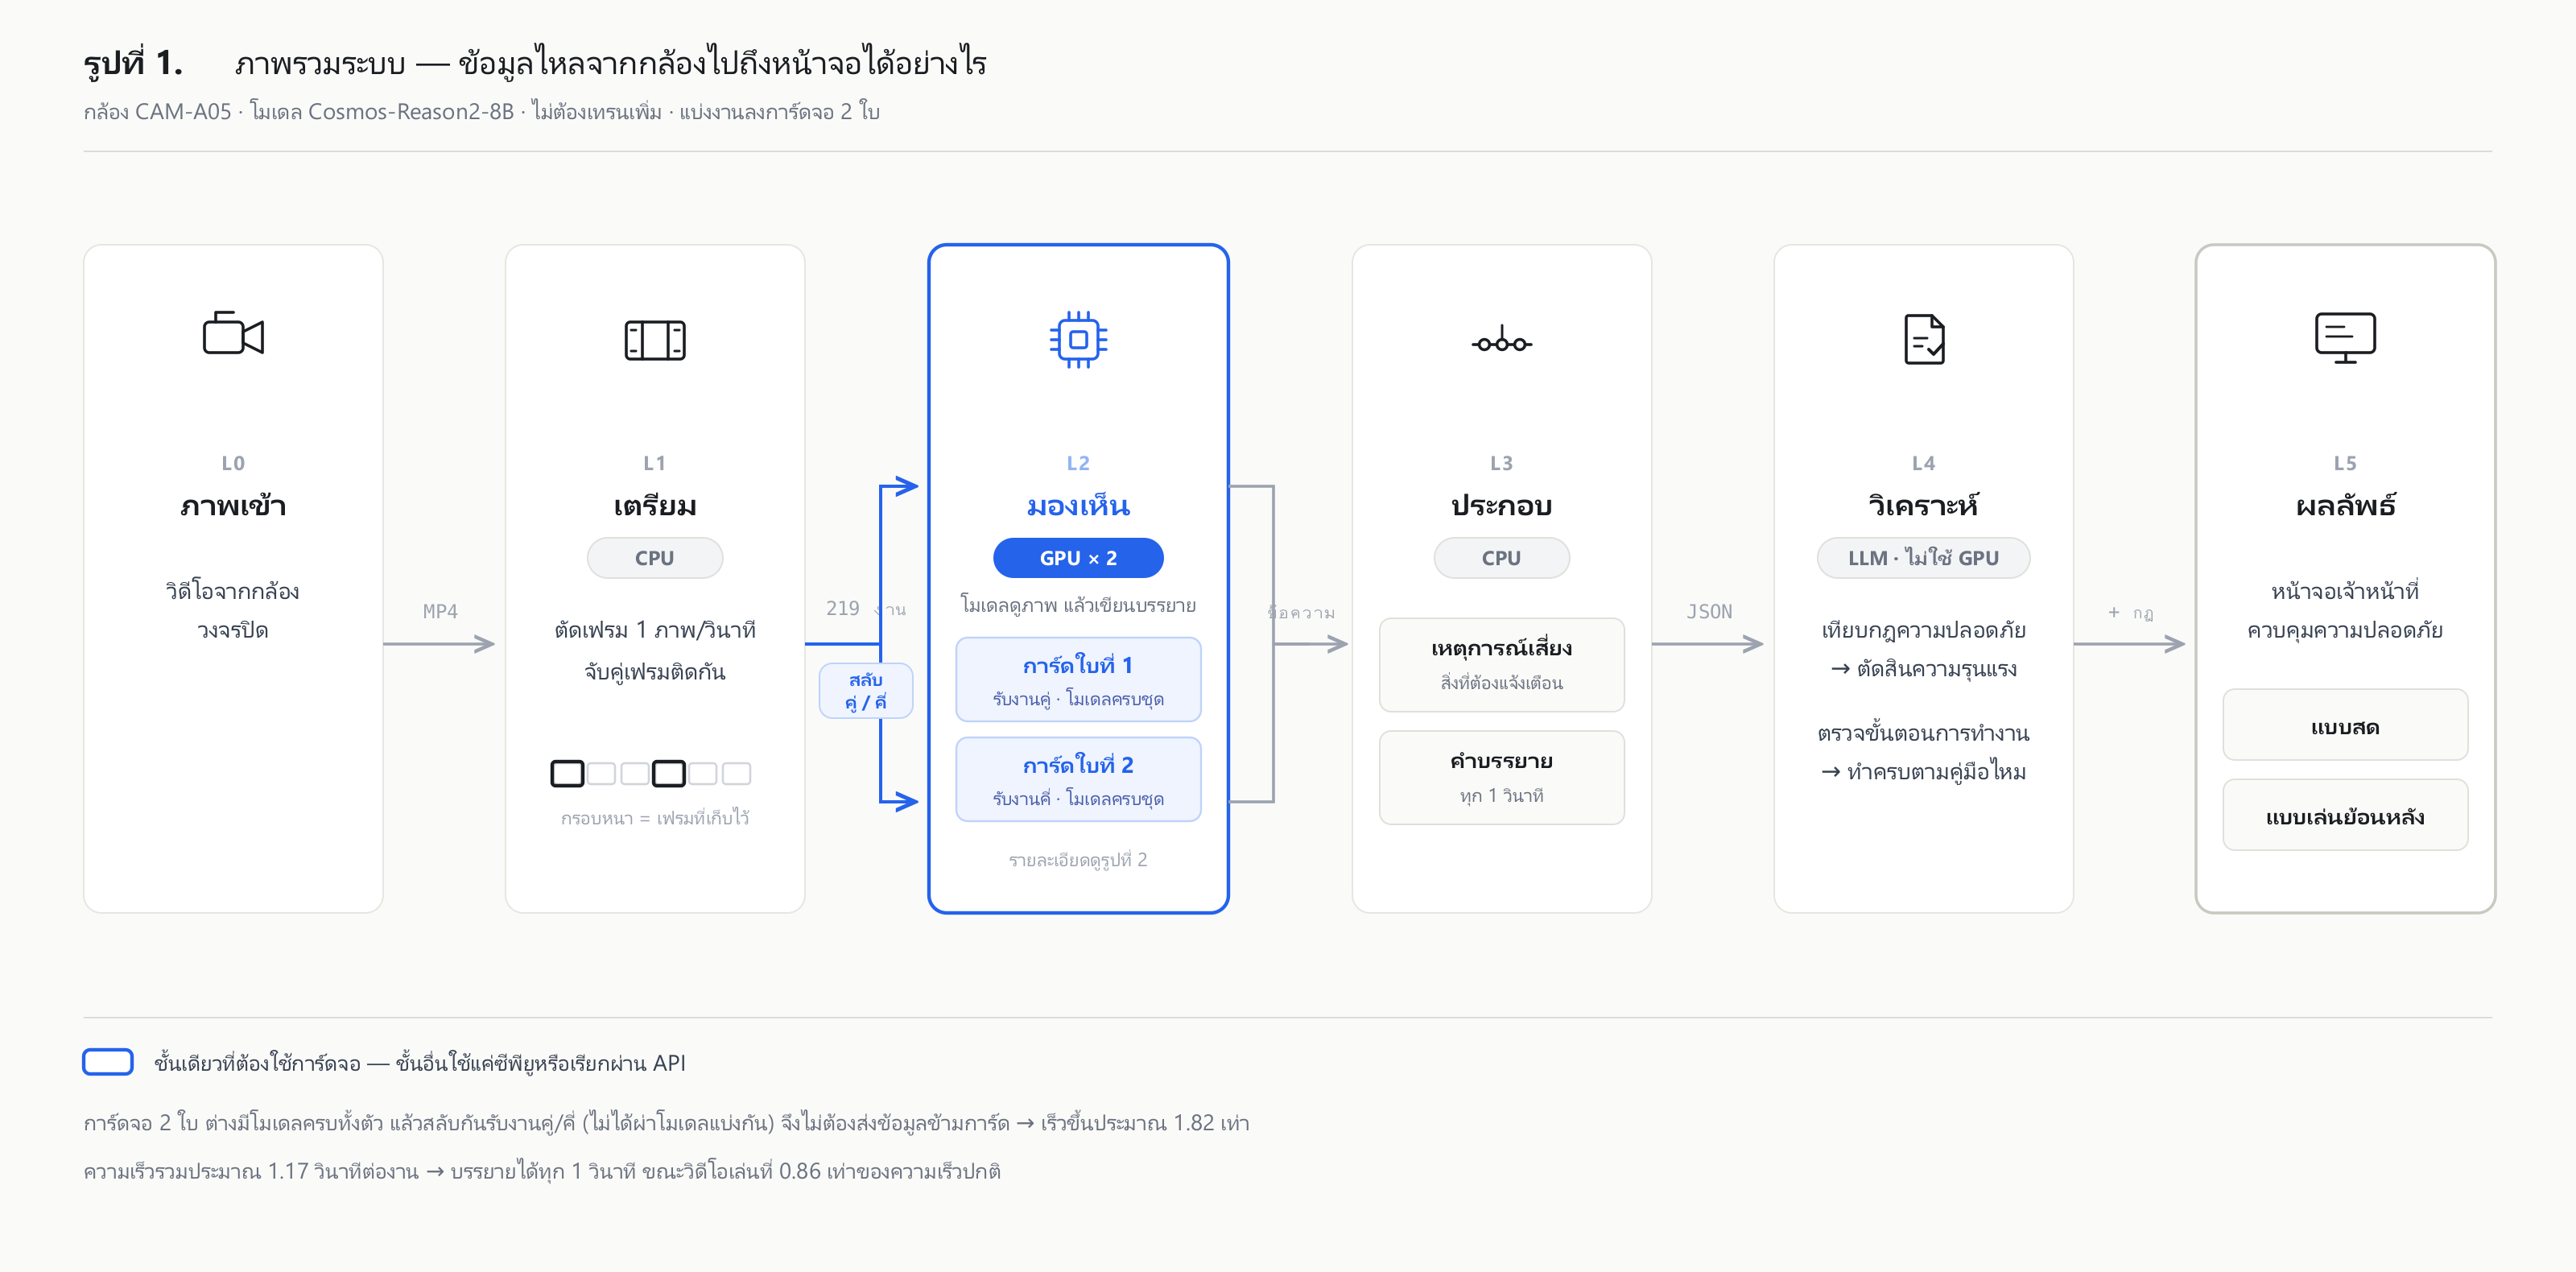 รูปที่ 1. ภาพรวมระบบ — ข้อมูลไหลจากกล้องไปถึงหน้าจอได้อย่างไร
กล้อง CAM-A05 · โมเดล Cosmos-Reason2-8B · ไม่ต้องเทรนเพิ่ม · แบ่งงานลงการ์ดจอ 2 ใบ
L0
ภาพเข้า
วิดีโอจากกล้อง
วงจรปิด
MP4
L1
เตรียม
CPU
ตัดเฟรม 1 ภาพ/วินาที
จับคู่เฟรมติดกัน
กรอบหนา = เฟรมที่เก็บไว้
219 งาน
สลับ
คู่ / คี่
L2
มองเห็น
GPU × 2
โมเดลดูภาพ แล้วเขียนบรรยาย
การ์ดใบที่ 1
รับงานคู่ · โมเดลครบชุด
การ์ดใบที่ 2
รับงานคี่ · โมเดลครบชุด
รายละเอียดดูรูปที่ 2
ข้อความ
L3
ประกอบ
CPU
เหตุการณ์เสี่ยง
สิ่งที่ต้องแจ้งเตือน
คำบรรยาย
ทุก 1 วินาที
JSON
L4
วิเคราะห์
LLM · ไม่ใช้ GPU
เทียบกฎความปลอดภัย
→ ตัดสินความรุนแรง
ตรวจขั้นตอนการทำงาน
→ ทำครบตามคู่มือไหม
+ กฎ
L5
ผลลัพธ์
หน้าจอเจ้าหน้าที่
ควบคุมความปลอดภัย
แบบสด
แบบเล่นย้อนหลัง
ชั้นเดียวที่ต้องใช้การ์ดจอ — ชั้นอื่นใช้แค่ซีพียูหรือเรียกผ่าน API
การ์ดจอ 2 ใบ ต่างมีโมเดลครบทั้งตัว แล้วสลับกันรับงานคู่/คี่ (ไม่ได้ผ่าโมเดลแบ่งกัน) จึงไม่ต้องส่งข้อมูลข้ามการ์ด → เร็วขึ้นประมาณ 1.82 เท่า
ความเร็วรวมประมาณ 1.17 วินาทีต่องาน → บรรยายได้ทุก 1 วินาที ขณะวิดีโอเล่นที่ 0.86 เท่าของความเร็วปกติ